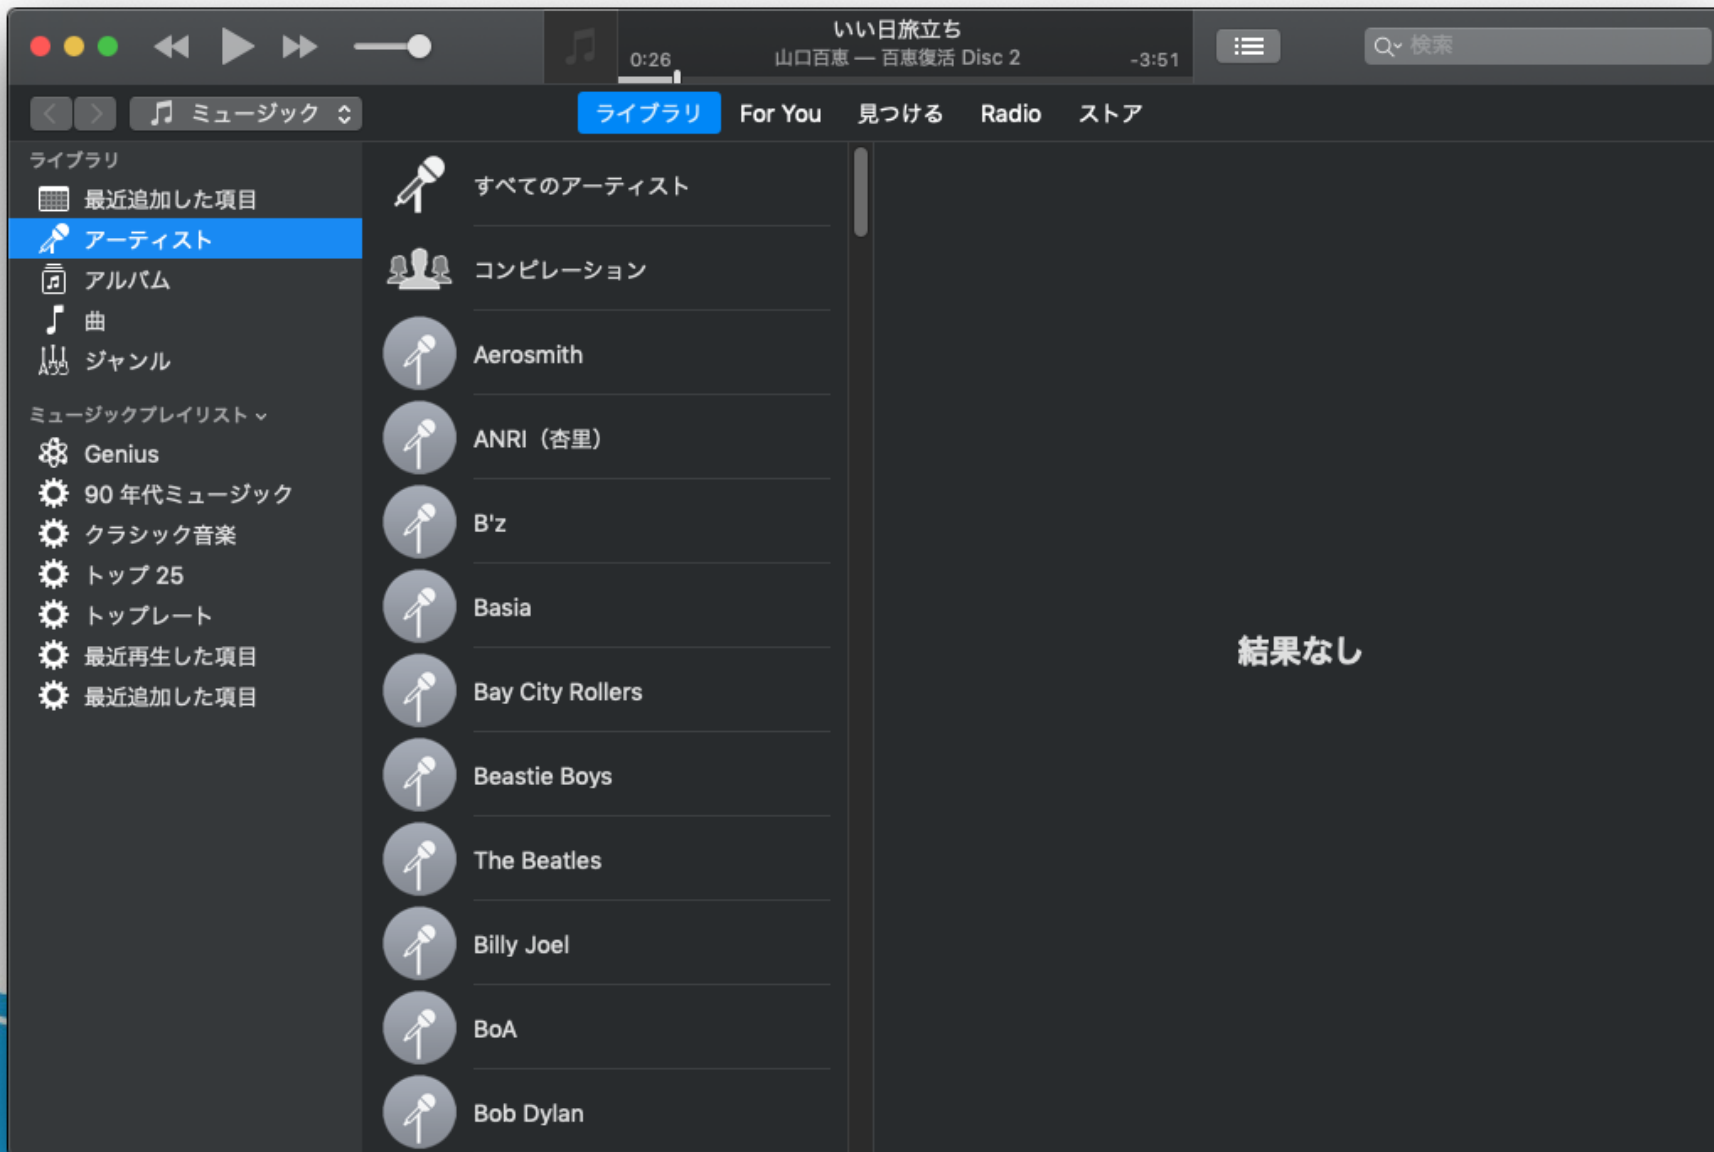 いい日旅立ち
0:26
山口百恵 — 百恵復活 Disc 2
-3:51
検索
ミュージック
ライブラリ
For You
見つける
Radio
ストア
ライブラリ
最近追加した項目
アーティスト
アルバム
曲
ジャンル
ミュージックプレイリスト
Genius
90 年代ミュージック
クラシック音楽
トップ 25
トップレート
最近再生した項目
最近追加した項目
すべてのアーティスト
コンピレーション
Aerosmith
ANRI（杏里）
B'z
Basia
Bay City Rollers
Beastie Boys
The Beatles
Billy Joel
BoA
Bob Dylan
結果なし